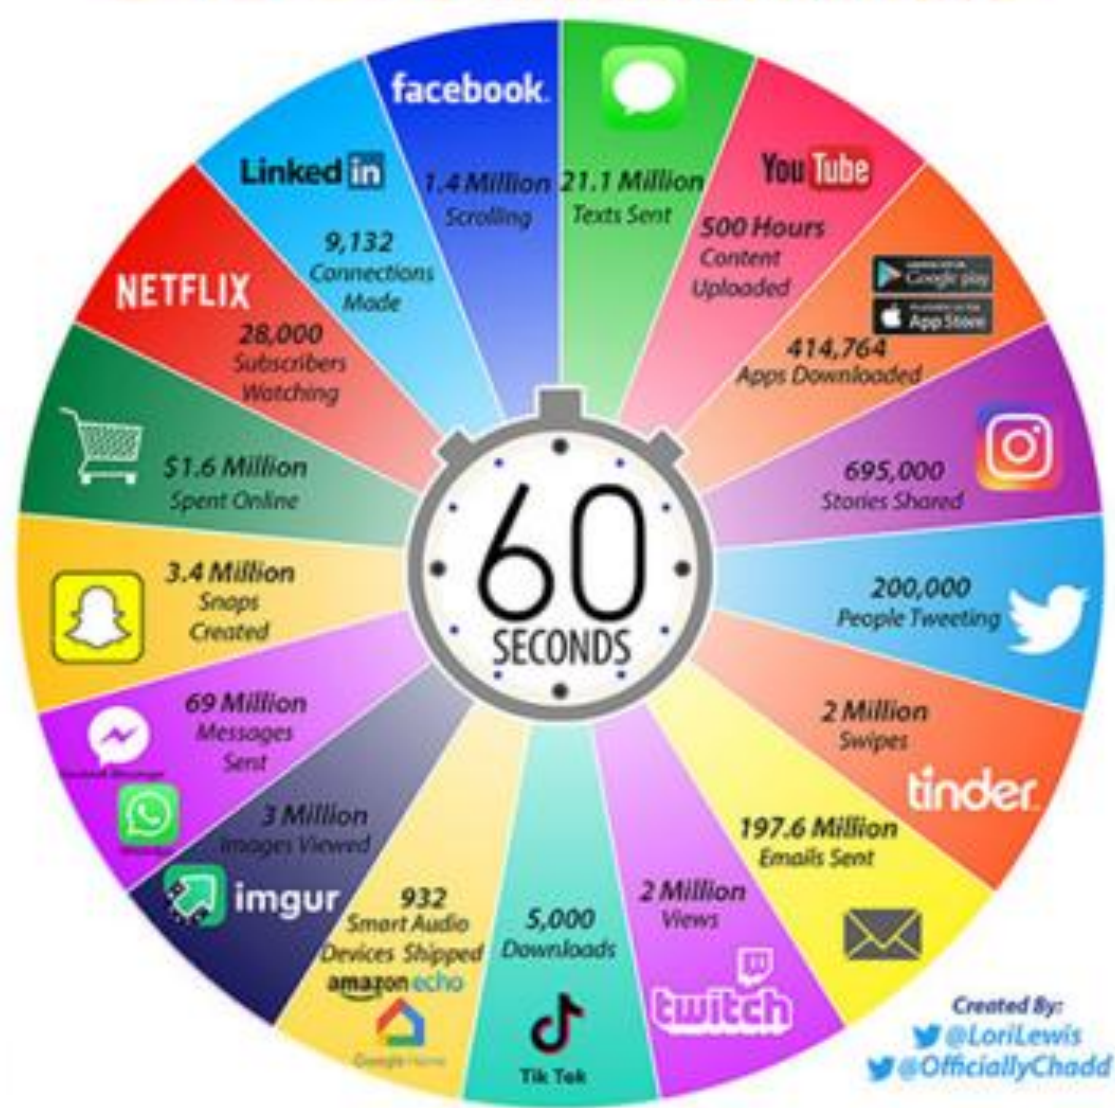 facebook.
1.4 Million
Scrolling
21.1 Million
Texts Sent
You Tube
500 Hours
Content
Uploaded
Google play
App Store
414,764
Apps Downloaded
695,000
Stories Shared
200,000
People Tweeting
2 Million
Swipes
tinder
197.6 Million
Emails Sent
2 Million
Views
twitch
5,000
Downloads
Tik Tok
932
Smart Audio
Devices Shipped
amazon echo
Google Home
3 Million
Images Viewed
imgur
69 Million
Messages
Sent
3.4 Million
Snaps
Created
$1.6 Million
Spent Online
NETFLIX
28,000
Subscribers
Watching
Linked in
9,132
Connections
Made
60
SECONDS
Created By:
@LoriLewis
@OfficiallyChadd